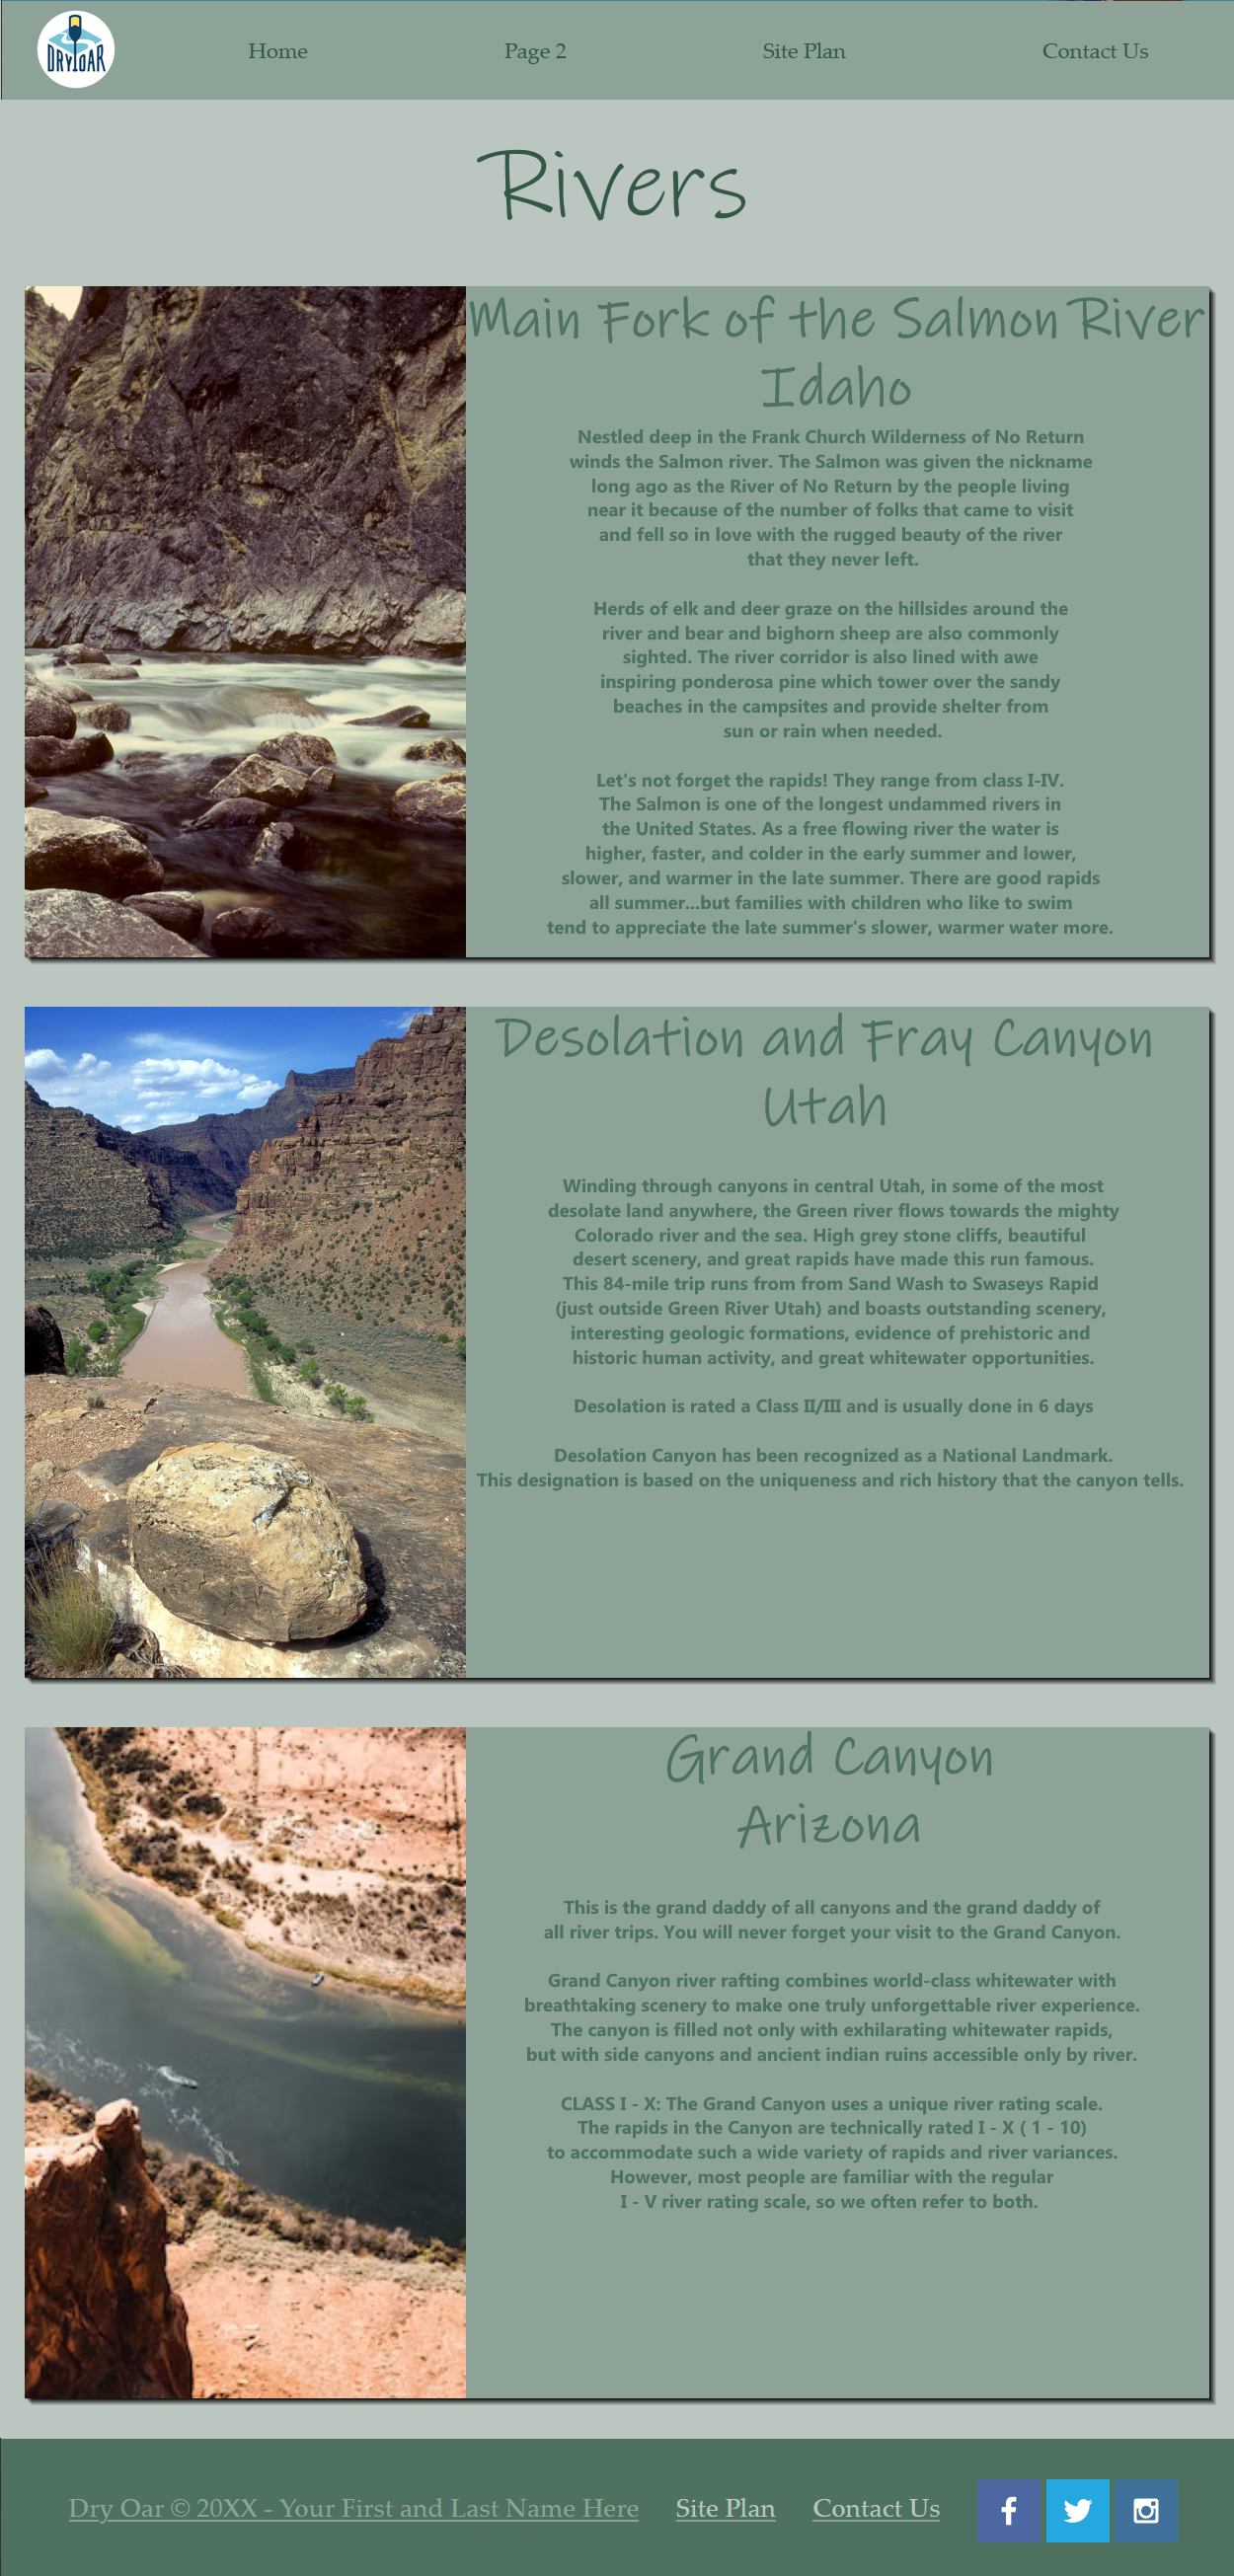 DRY OAR
Home
Page 2
Site Plan
Contact Us
Rivers
Main Fork of the Salmon River
Idaho
Nestled deep in the Frank Church Wilderness of No Return
winds the Salmon river. The Salmon was given the nickname
long ago as the River of No Return by the people living
near it because of the number of folks that came to visit
and fell so in love with the rugged beauty of the river
that they never left.
Herds of elk and deer graze on the hillsides around the
river and bear and bighorn sheep are also commonly
sighted. The river corridor is also lined with awe
inspiring ponderosa pine which tower over the sandy
beaches in the campsites and provide shelter from
sun or rain when needed.
Let's not forget the rapids! They range from class I-IV.
The Salmon is one of the longest undammed rivers in
the United States. As a free flowing river the water is
higher, faster, and colder in the early summer and lower,
slower, and warmer in the late summer. There are good rapids
all summer...but families with children who like to swim
tend to appreciate the late summer's slower, warmer water more.
Desolation and Fray Canyon
Utah
Winding through canyons in central Utah, in some of the most
desolate land anywhere, the Green river flows towards the mighty
Colorado river and the sea. High grey stone cliffs, beautiful
desert scenery, and great rapids have made this run famous.
This 84-mile trip runs from from Sand Wash to Swaseys Rapid
(just outside Green River Utah) and boasts outstanding scenery,
interesting geologic formations, evidence of prehistoric and
historic human activity, and great whitewater opportunities.
Desolation is rated a Class II/III and is usually done in 6 days
Desolation Canyon has been recognized as a National Landmark.
This designation is based on the uniqueness and rich history that the canyon tells.
Grand Canyon
Arizona
This is the grand daddy of all canyons and the grand daddy of
all river trips. You will never forget your visit to the Grand Canyon.
Grand Canyon river rafting combines world-class whitewater with
breathtaking scenery to make one truly unforgettable river experience.
The canyon is filled not only with exhilarating whitewater rapids,
but with side canyons and ancient indian ruins accessible only by river.
CLASS I - X: The Grand Canyon uses a unique river rating scale.
The rapids in the Canyon are technically rated I - X ( 1 - 10)
to accommodate such a wide variety of rapids and river variances.
However, most people are familiar with the regular
I - V river rating scale, so we often refer to both.
Dry Oar © 20XX - Your First and Last Name Here
Site Plan
Contact Us